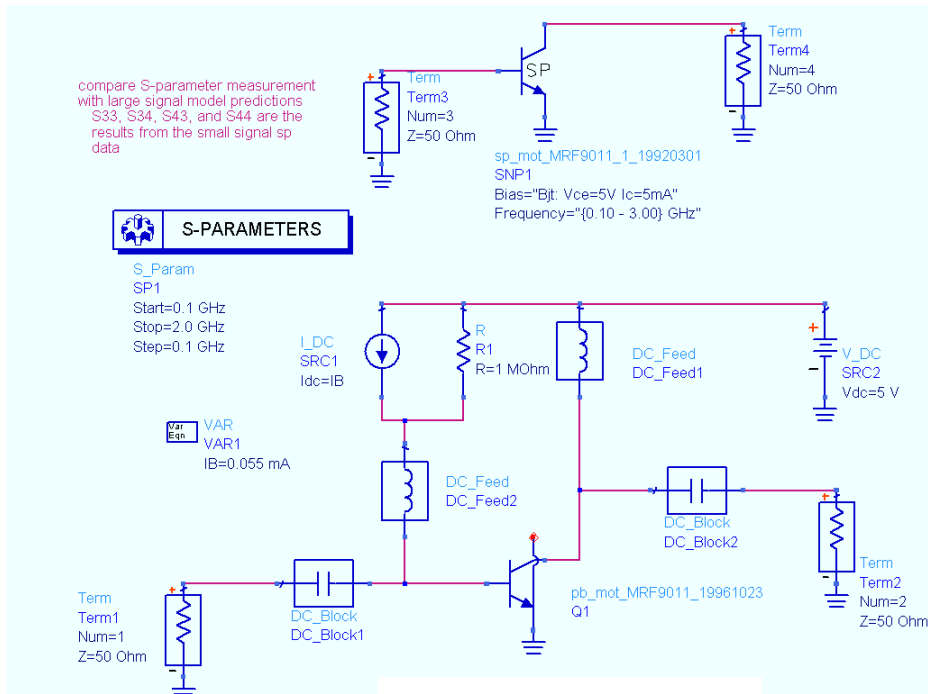 compare S-parameter measurement
with large signal model predictions
S33, S34, S43, and S44 are the
results from the small signal sp
data
+
Term
Term3
Num=3
Z=50 Ohm
-
SP
+
Term
Term4
Num=4
Z=50 Ohm
-
sp_mot_MRF9011_1_19920301
SNP1
Bias="Bjt: Vce=5V Ic=5mA"
Frequency="{0.10 - 3.00} GHz"
S-PARAMETERS
S_Param
SP1
Start=0.1 GHz
Stop=2.0 GHz
Step=0.1 GHz
I_DC
SRC1
Idc=IB
R
R1
R=1 MOhm
DC_Feed
DC_Feed1
+
-
V_DC
SRC2
Vdc=5 V
Var
Eqn
VAR
VAR1
IB=0.055 mA
DC_Feed
DC_Feed2
DC_Block
DC_Block2
+
Term
Term2
Num=2
Z=50 Ohm
-
pb_mot_MRF9011_19961023
Q1
DC_Block
DC_Block1
+
Term
Term1
Num=1
Z=50 Ohm
-